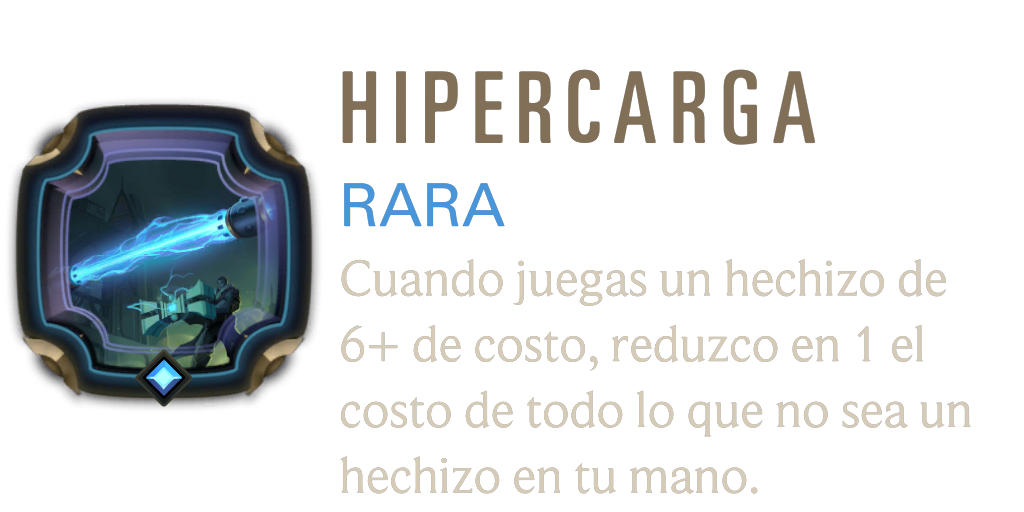 HIPERCARGA
RARA
Cuando juegas un hechizo de
6+ de costo, reduzco en 1 el
costo de todo lo que no sea un
hechizo en tu mano.